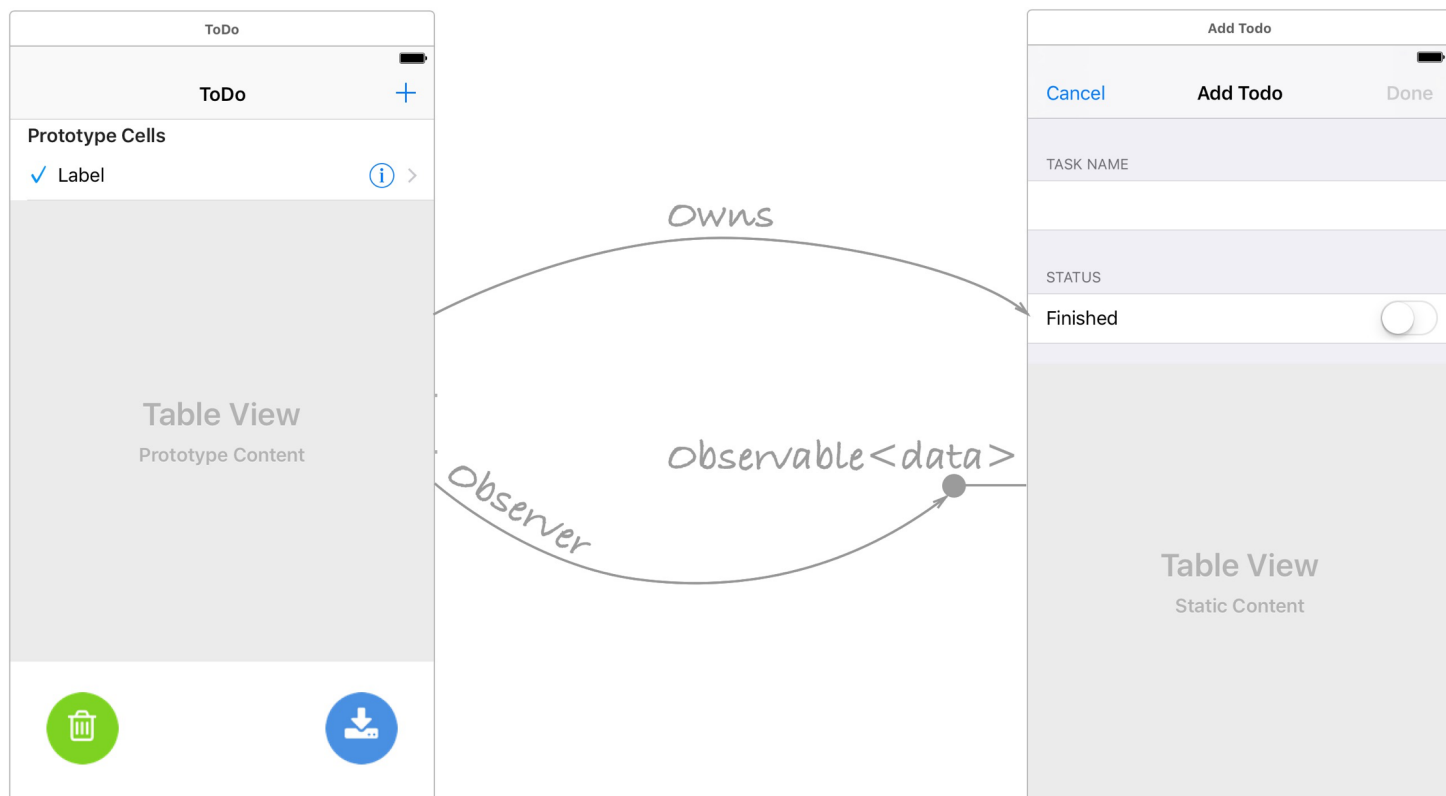 ToDo
ToDo
Prototype Cells
Label
Table View
Prototype Content
Owns
Observable<data>
Observer
Add Todo
Cancel Add Todo Done
TASK NAME
STATUS
Finished
Table View
Static Content